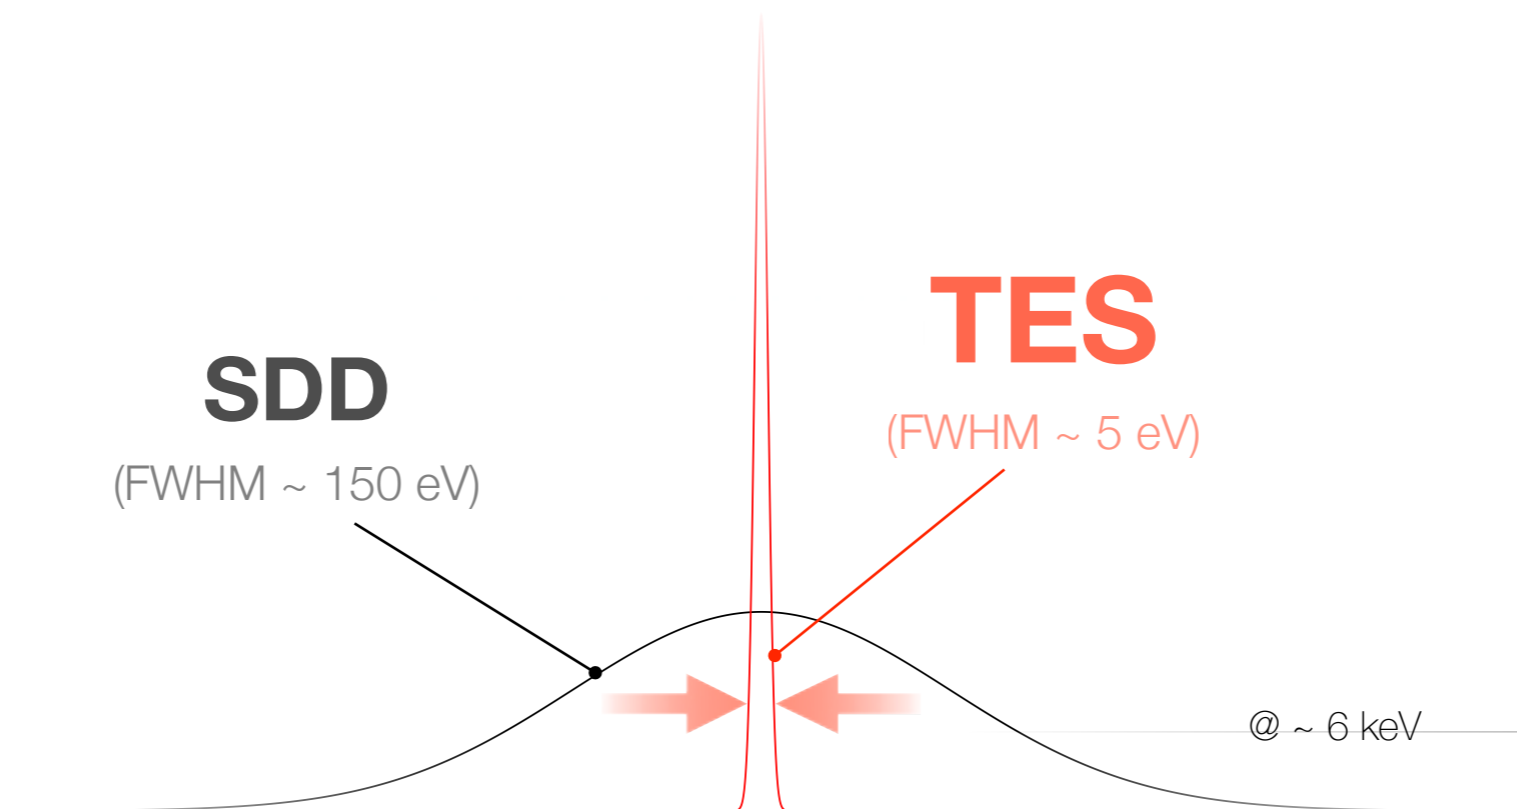 SDD
(FWHM ~ 150 eV)
TES
(FWHM ~ 5 eV)
@ ~ 6 keV